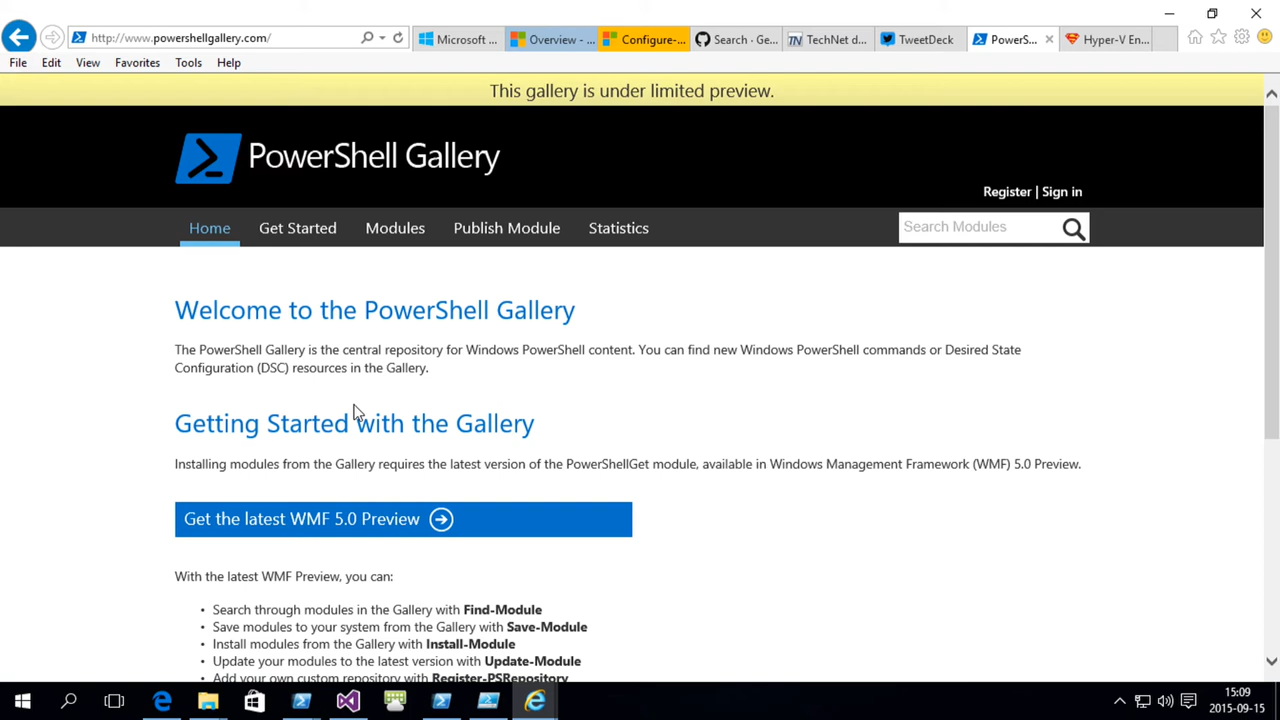 http://www.powershellgallery.com/
Microsoft ...
Overview - ...
Configure-...
Search · Ge...
TechNet d...
TweetDeck
PowerS...
Hyper-V En...
File Edit View Favorites Tools Help
This gallery is under limited preview.
PowerShell Gallery
Register | Sign in
Home Get Started Modules Publish Module Statistics
Search Modules
Welcome to the PowerShell Gallery
The PowerShell Gallery is the central repository for Windows PowerShell content. You can find new Windows PowerShell commands or Desired State
Configuration (DSC) resources in the Gallery.
Getting Started with the Gallery
Installing modules from the Gallery requires the latest version of the PowerShellGet module, available in Windows Management Framework (WMF) 5.0 Preview.
Get the latest WMF 5.0 Preview
With the latest WMF Preview, you can:
• Search through modules in the Gallery with Find-Module
• Save modules to your system from the Gallery with Save-Module
• Install modules from the Gallery with Install-Module
• Update your modules to the latest version with Update-Module
• Add your own custom repository with Register-PSRepository
15:09
2015-09-15